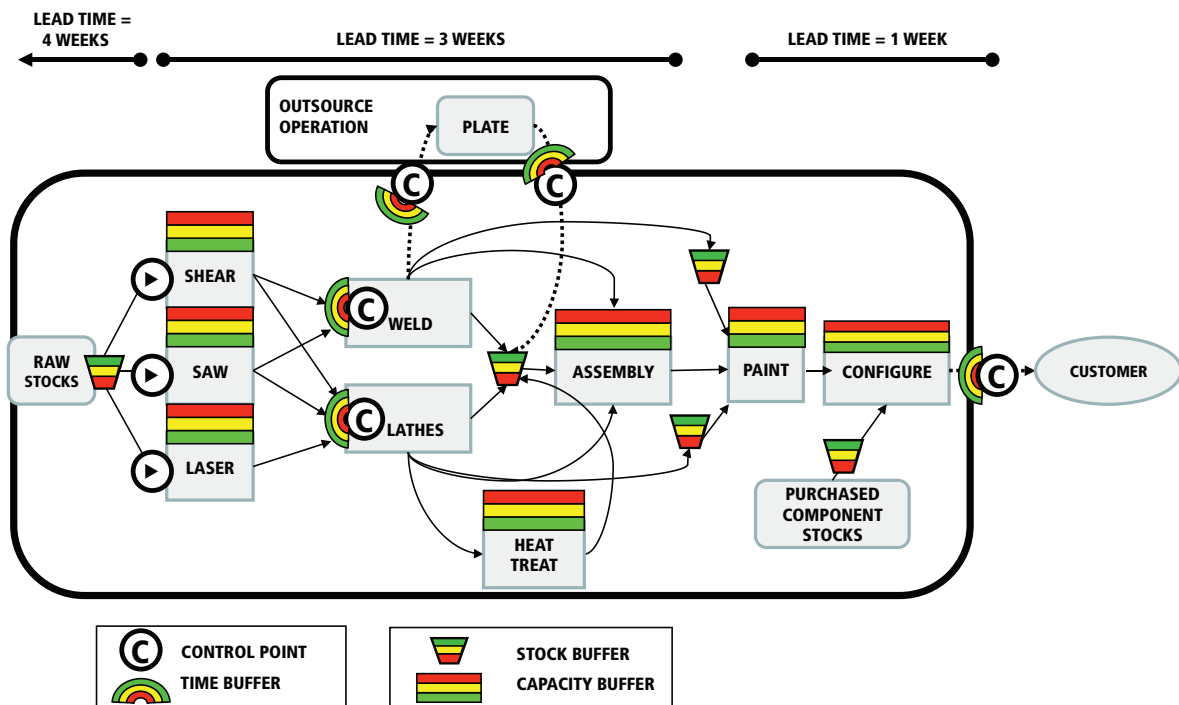 LEAD TIME =
4 WEEKS
LEAD TIME = 3 WEEKS
LEAD TIME = 1 WEEK
OUTSOURCE
OPERATION
PLATE
C
C
SHEAR
C
WELD
RAW
STOCKS
SAW
ASSEMBLY
PAINT
CONFIGURE
C
CUSTOMER
C
LATHES
LASER
HEAT
TREAT
PURCHASED
COMPONENT
STOCKS
C
CONTROL POINT
TIME BUFFER
STOCK BUFFER
CAPACITY BUFFER